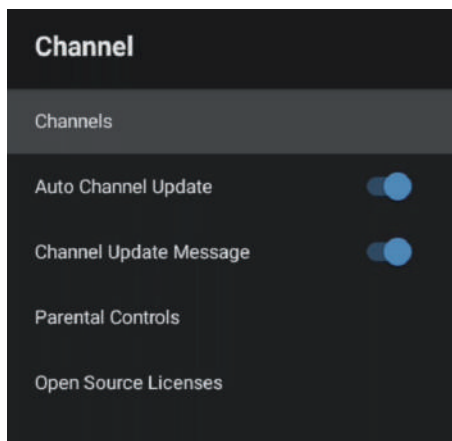 Channel
Channels
Auto Channel Update
Channel Update Message
Parental Controls
Open Source Licenses